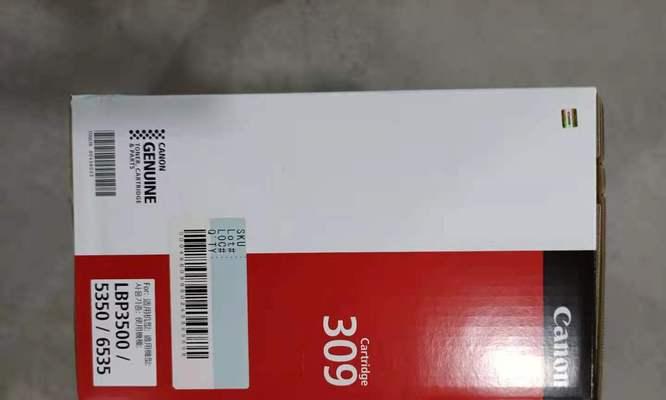 Canon
Cartridge
309
CANON
GENUINE
TONER, CARTRIDGE
& PARTS
SKU :
Lot# :
LOC# :
Q'TY :
For: 适用机型: 適用機型:
사용기종: 使用機種:
LBP3500 /
5350 / 6535